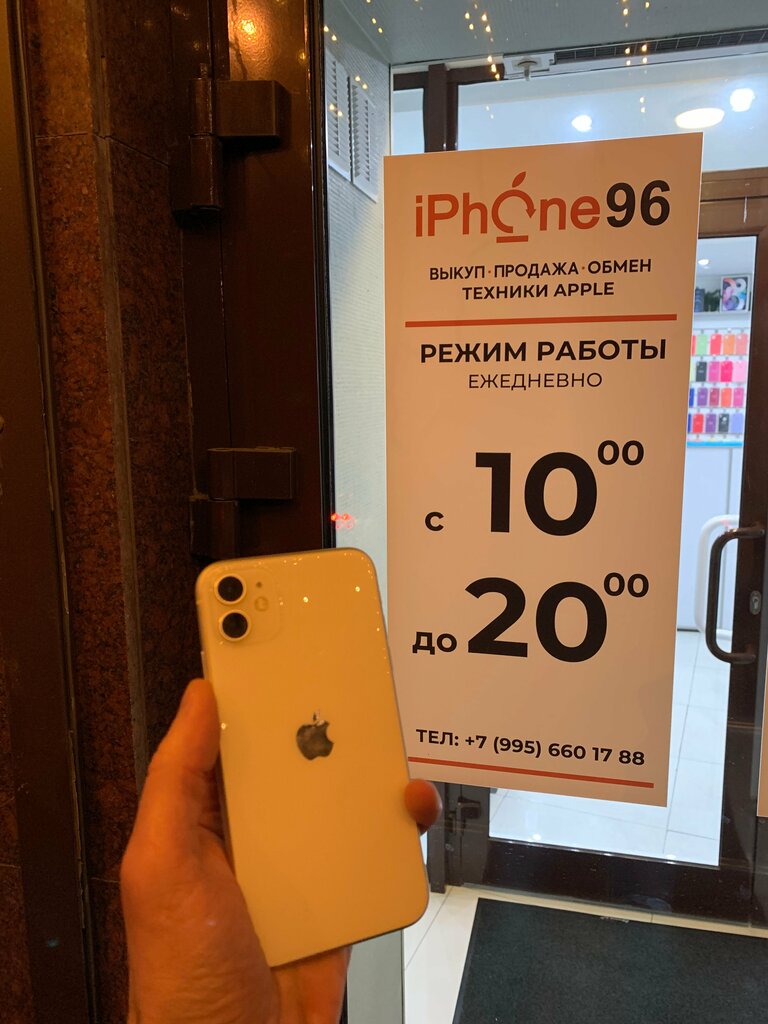 iPhone96
ВЫКУП·ПРОДАЖА·ОБМЕН
ТЕХНИКИ APPLE
РЕЖИМ РАБОТЫ
ЕЖЕДНЕВНО
с 10⁰⁰
до 20⁰⁰
ТЕЛ: +7 (995) 660 17 88